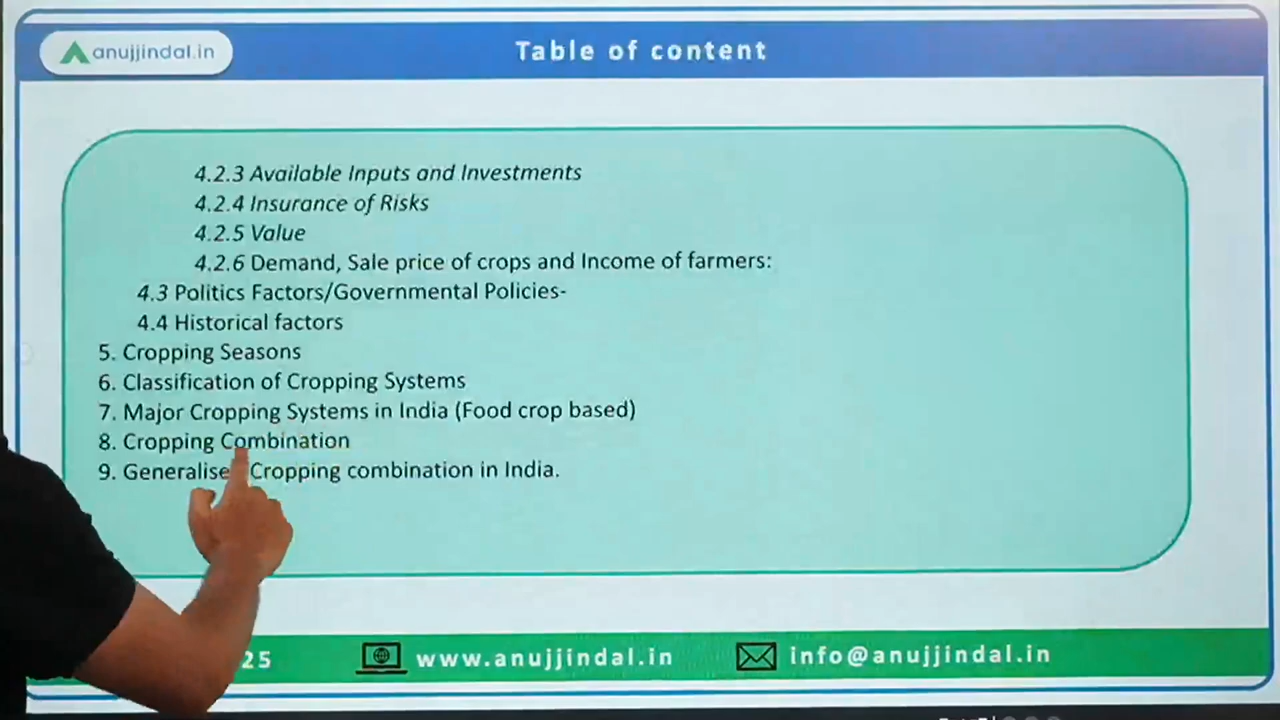 anujjindal.in
Table of content
4.2.3 Available Inputs and Investments
4.2.4 Insurance of Risks
4.2.5 Value
4.2.6 Demand, Sale price of crops and Income of farmers:
4.3 Politics Factors/Governmental Policies-
4.4 Historical factors
5. Cropping Seasons
6. Classification of Cropping Systems
7. Major Cropping Systems in India (Food crop based)
8. Cropping Combination
9. Generalise Cropping combination in India.
25 www.anujjindal.in info@anujjindal.in